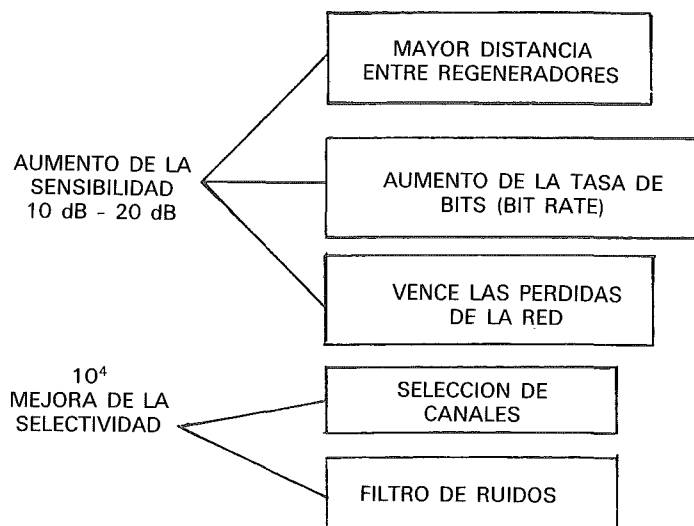 MAYOR DISTANCIA
ENTRE REGENERADORES
AUMENTO DE LA
SENSIBILIDAD
10 dB - 20 dB
AUMENTO DE LA TASA DE
BITS (BIT RATE)
VENCE LAS PERDIDAS
DE LA RED
10⁴
MEJORA DE LA
SELECTIVIDAD
SELECCION DE
CANALES
FILTRO DE RUIDOS